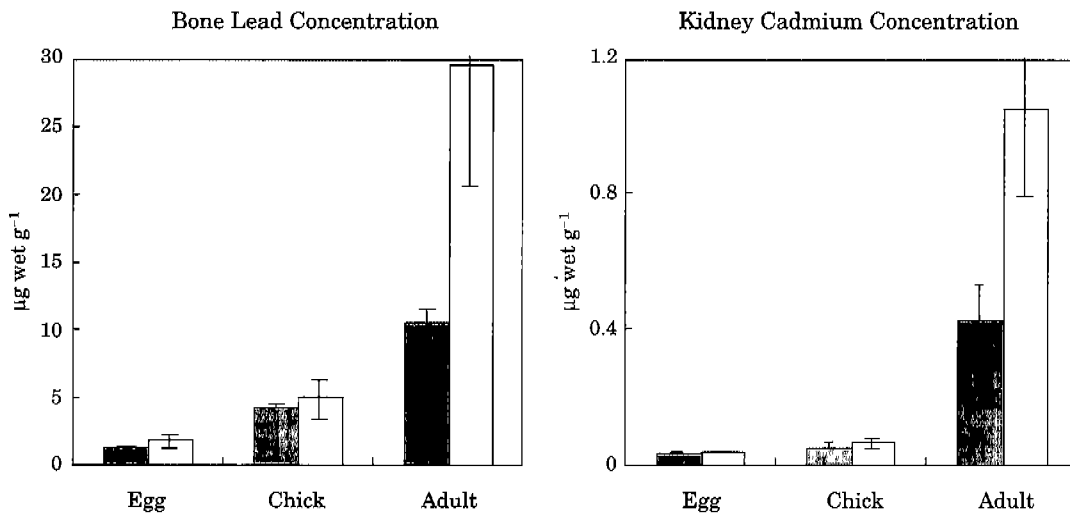 Bone Lead Concentration
30
25
20
15
10
5
0
μg wet g⁻¹
Egg Chick Adult
Kidney Cadmium Concentration
1.2
0.8
0.4
0
μg wet g⁻¹
Egg Chick Adult